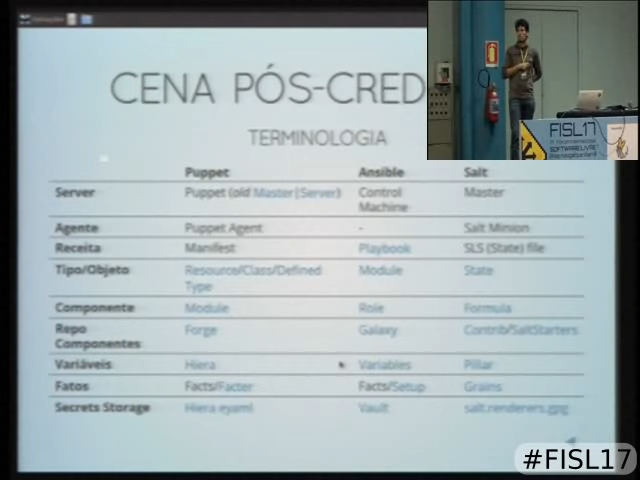 CENA PÓS-CRED
TERMINOLOGIA
Puppet Ansible Salt
Server Puppet (old Master|Server) Control Machine Master
Agente Puppet Agent - Salt Minion
Receita Manifest Playbook SLS (State) file
Tipo/Objeto Resource/Class/Defined Type Module State
Componente Module Role Formula
Repo Componentes Forge Galaxy Contrib/SaltStarters
Variáveis Hiera Variables Pillar
Fatos Facts/Facter Facts/Setup Grains
Secrets Storage Hiera eyaml Vault salt.renderers.gpg
FISL17
SOFTWARE LIVRE
#FISL17